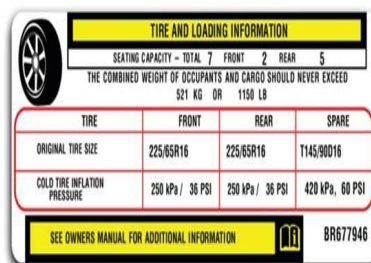 TIRE AND LOADING INFORMATION
SEATING CAPACITY - TOTAL 7 FRONT 2 REAR 5
THE COMBINED WEIGHT OF OCCUPANTS AND CARGO SHOULD NEVER EXCEED
521 KG OR 1150 LB
TIRE FRONT REAR SPARE
ORIGINAL TIRE SIZE 225/65R16 225/65R16 T145/90D16
COLD TIRE INFLATION
PRESSURE 250 kPa / 36 PSI 250 kPa / 36 PSI 420 kPa, 60 PSI
SEE OWNERS MANUAL FOR ADDITIONAL INFORMATION BR677946